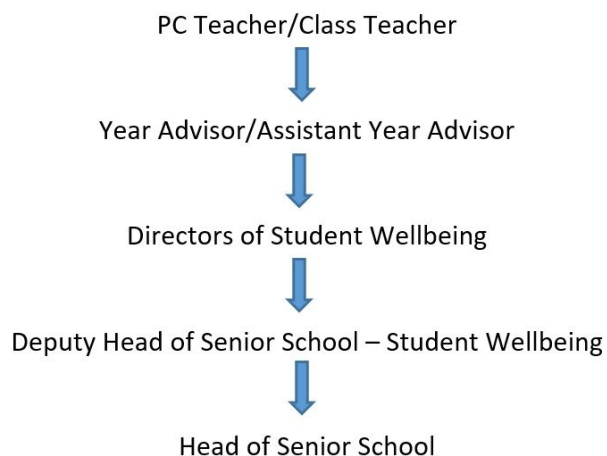 PC Teacher/Class Teacher
Year Advisor/Assistant Year Advisor
Directors of Student Wellbeing
Deputy Head of Senior School – Student Wellbeing
Head of Senior School